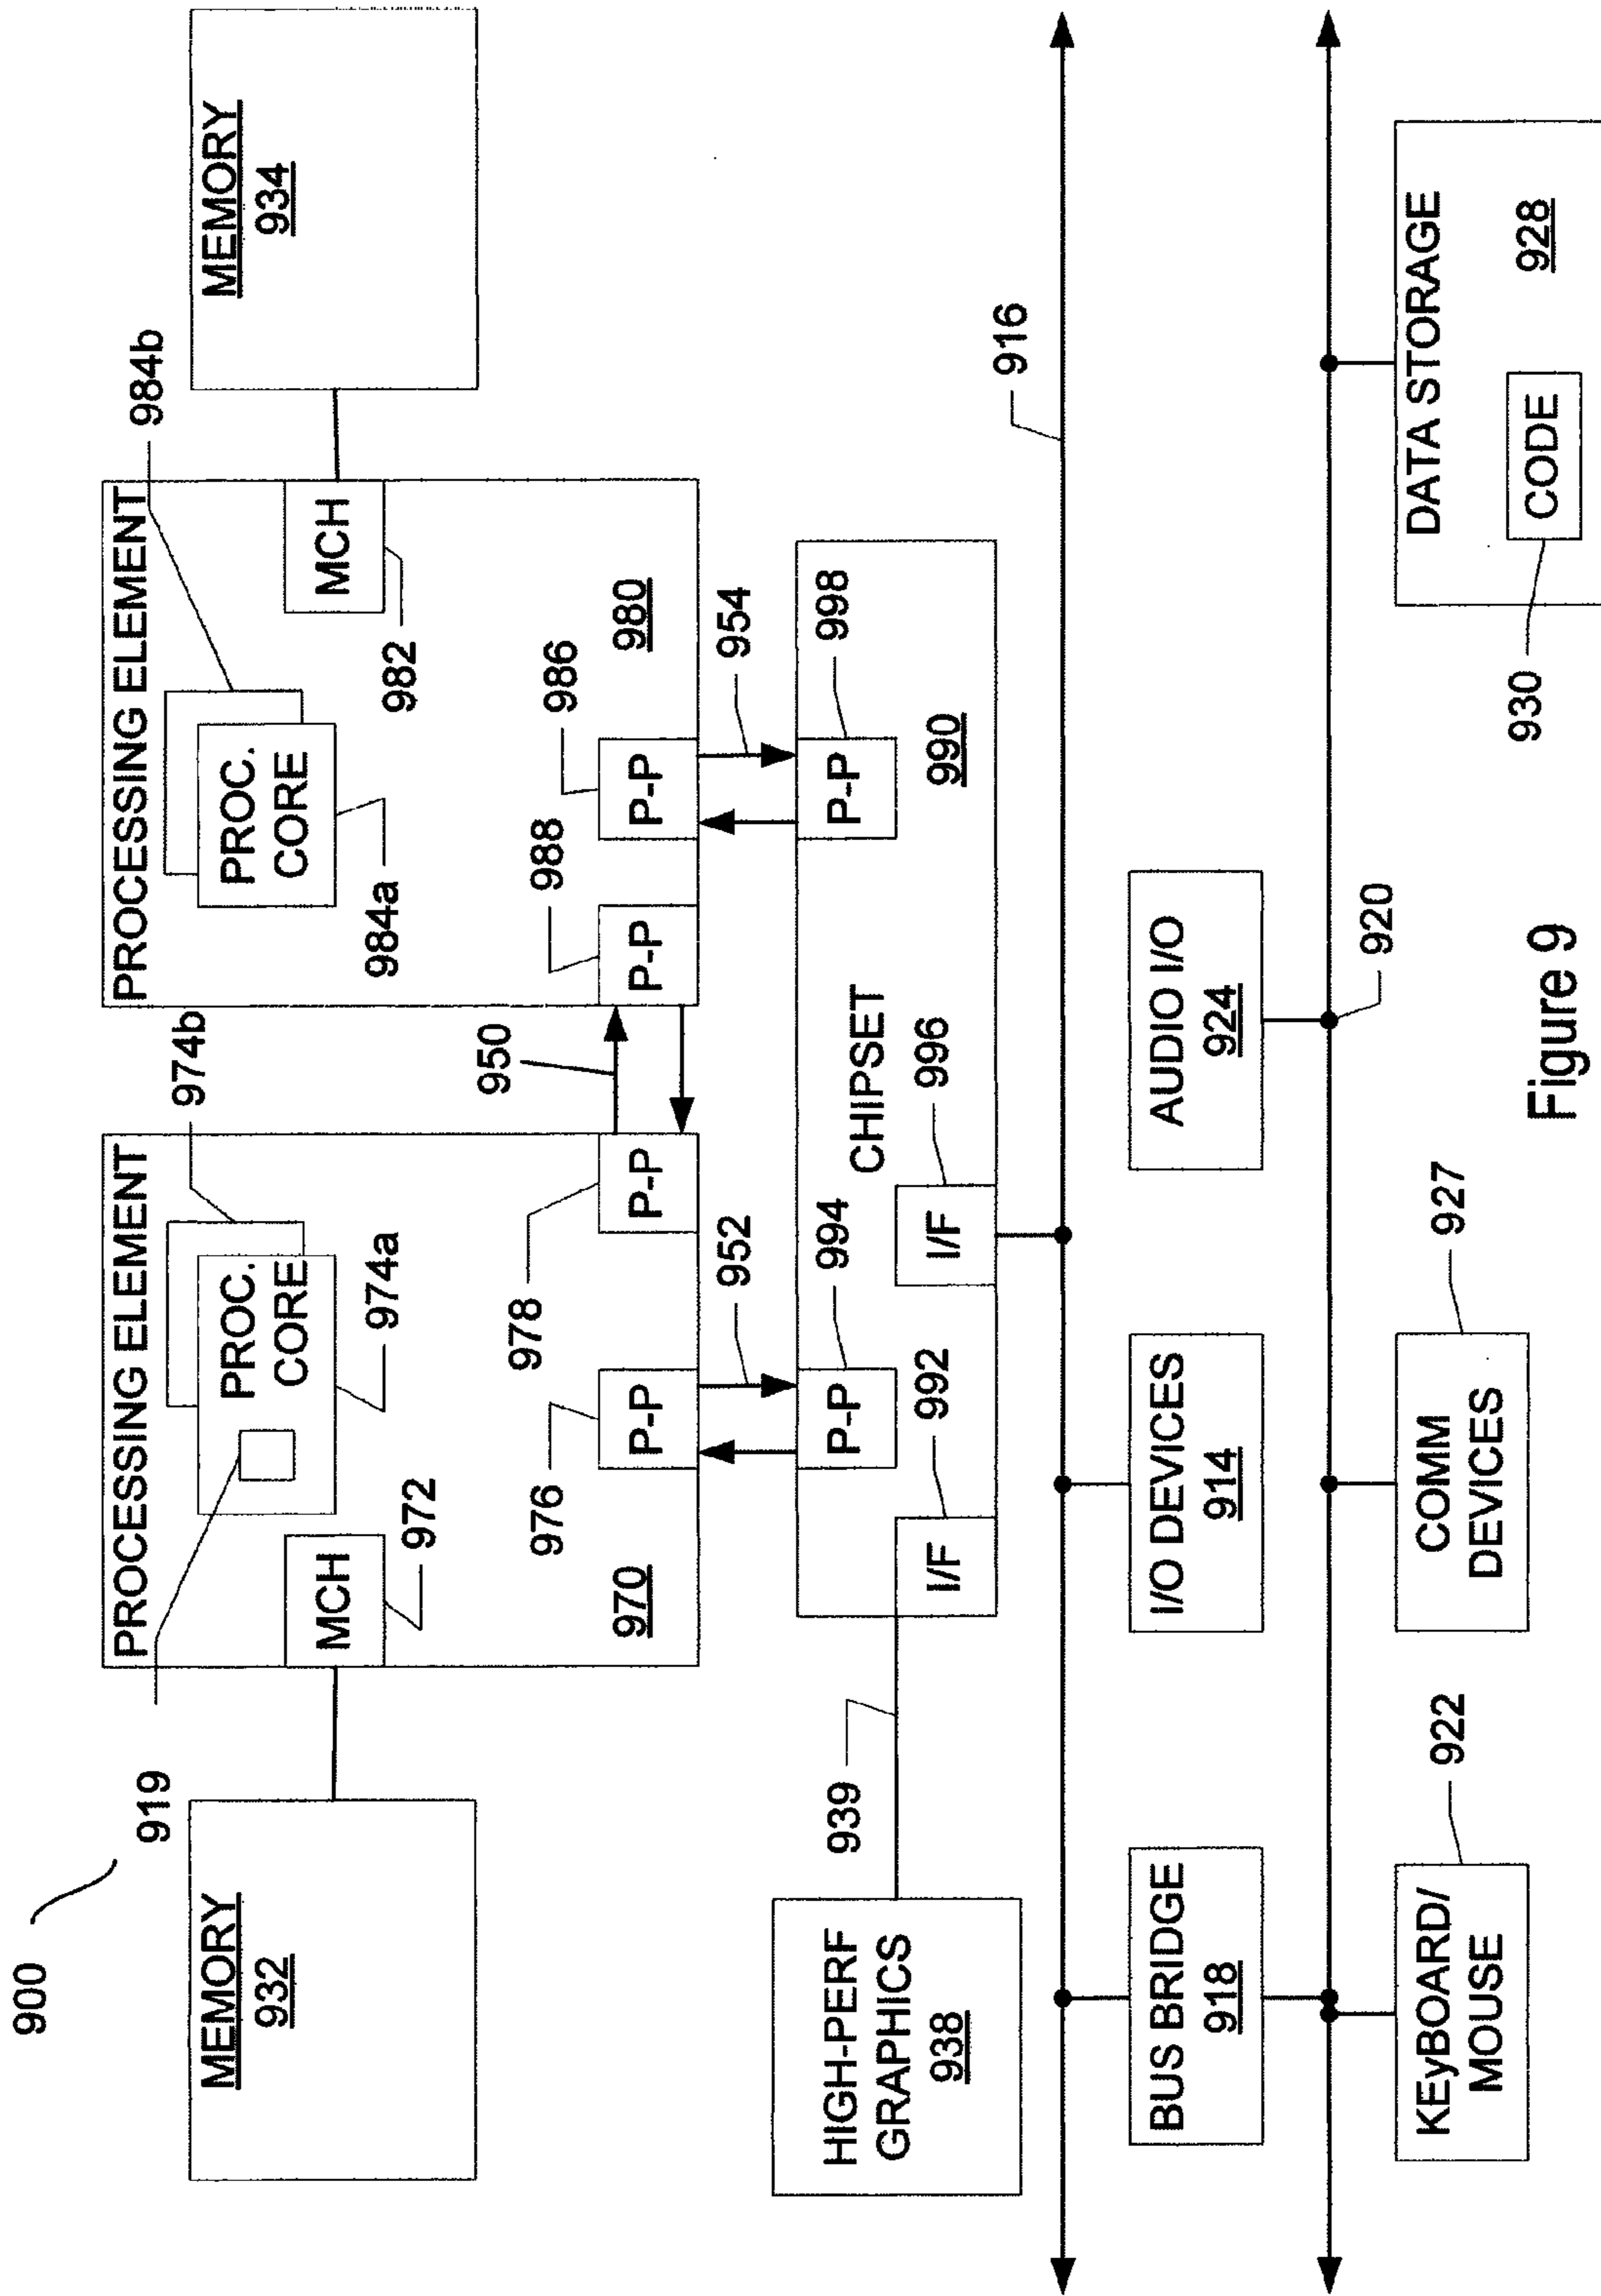 900
919
974b
950
984b
PROCESSING ELEMENT
PROCESSING ELEMENT
MEMORY
932
MEMORY
934
PROC.
CORE
PROC.
CORE
MCH
MCH
972
974a
984a
982
976
978
988
986
970
980
P-P
P-P
P-P
P-P
952
954
939
992
994
996
998
P-P
P-P
CHIPSET
I/F
I/F
990
HIGH-PERF
GRAPHICS
938
916
BUS BRIDGE
918
I/O DEVICES
914
AUDIO I/O
924
920
922
927
KEyBOARD/
MOUSE
COMM
DEVICES
DATA STORAGE
928
CODE
930
Figure 9